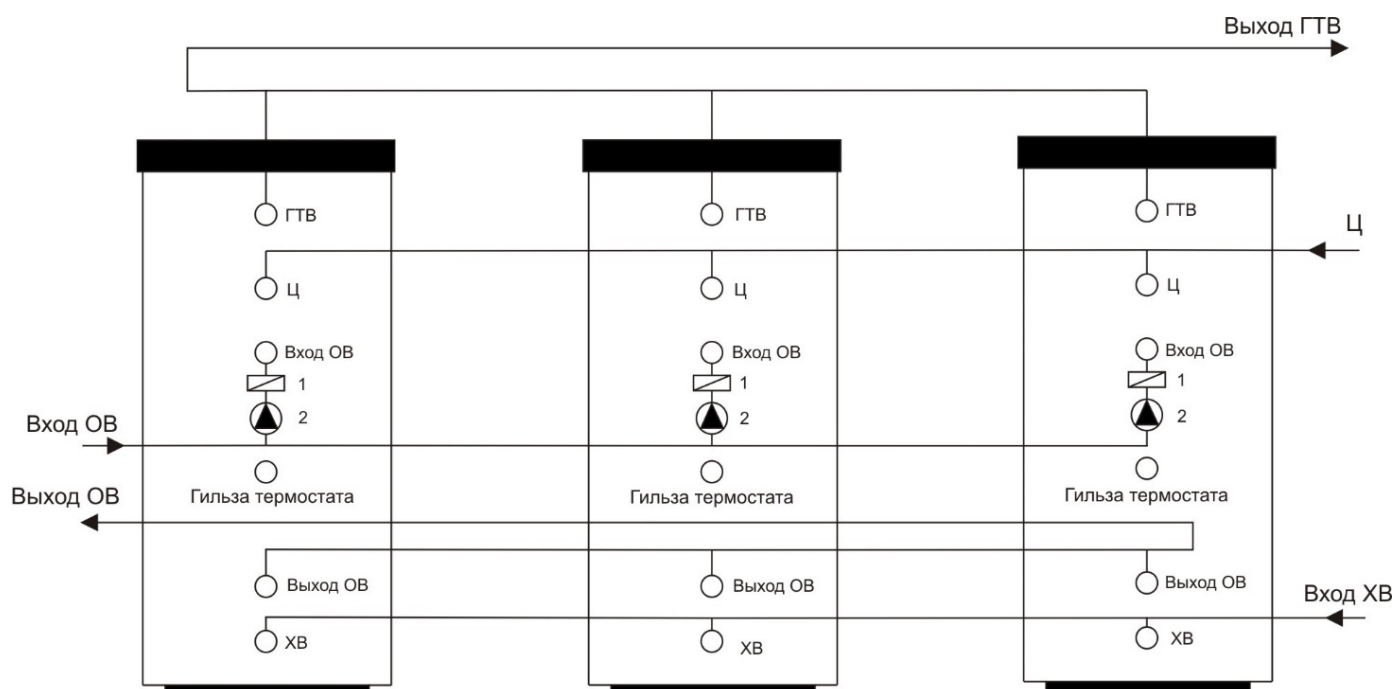 Выход ГТВ
ГТВ
ГТВ
ГТВ
Ц
Ц
Ц
Ц
Вход ОВ
Вход ОВ
Вход ОВ
1
1
1
2
2
2
Вход ОВ
Гильза термостата
Гильза термостата
Гильза термостата
Выход ОВ
Выход ОВ
Выход ОВ
Выход ОВ
Вход ХВ
ХВ
ХВ
ХВ